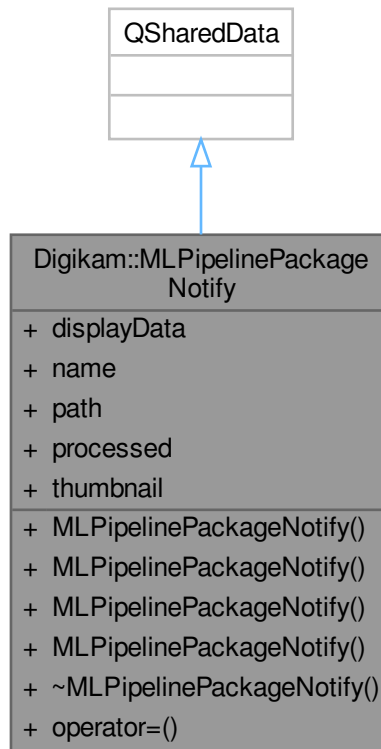 QSharedData
Digikam::MLPipelinePackage
Notify
+ displayData
+ name
+ path
+ processed
+ thumbnail
+ MLPipelinePackageNotify()
+ MLPipelinePackageNotify()
+ MLPipelinePackageNotify()
+ MLPipelinePackageNotify()
+ ~MLPipelinePackageNotify()
+ operator=()